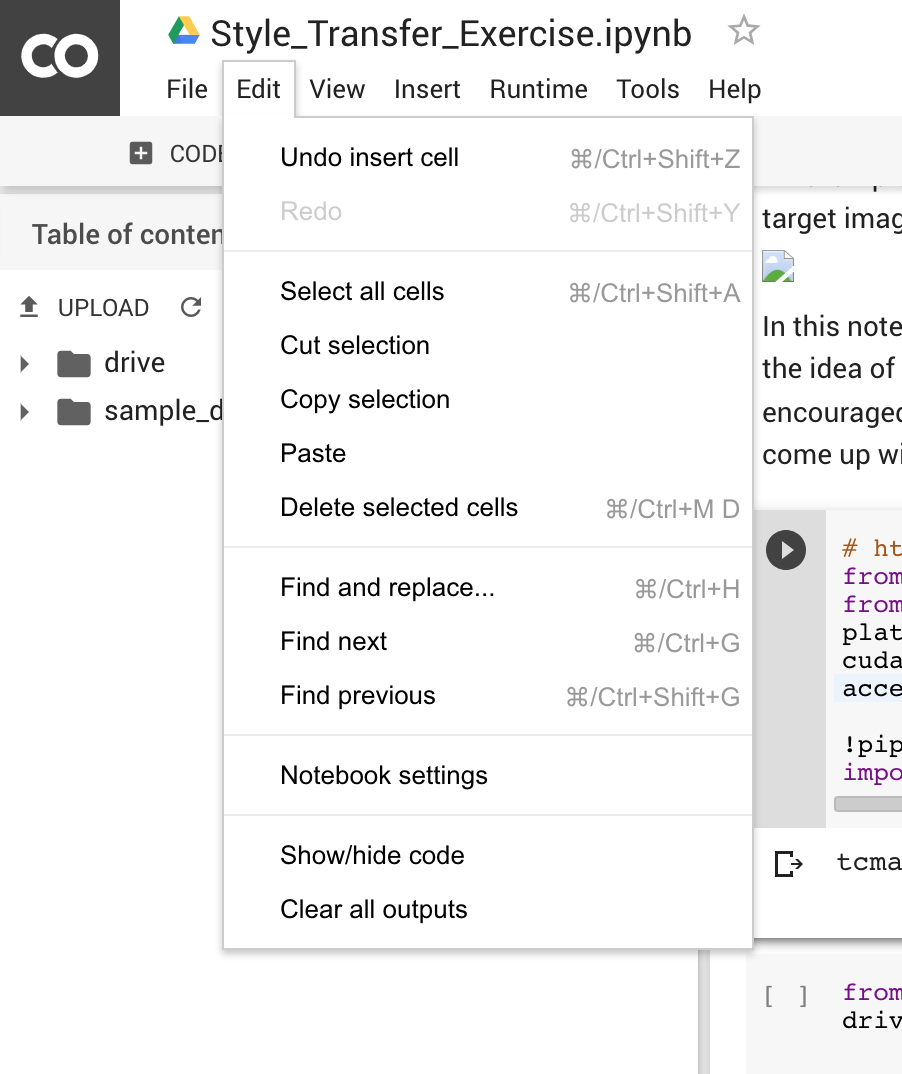 CO
Style_Transfer_Exercise.ipynb
File Edit View Insert Runtime Tools Help
CODE
Table of conten
UPLOAD
drive
sample_d
Undo insert cell ⌘/Ctrl+Shift+Z
Redo ⌘/Ctrl+Shift+Y
Select all cells ⌘/Ctrl+Shift+A
Cut selection
Copy selection
Paste
Delete selected cells ⌘/Ctrl+M D
Find and replace... ⌘/Ctrl+H
Find next ⌘/Ctrl+G
Find previous ⌘/Ctrl+Shift+G
Notebook settings
Show/hide code
Clear all outputs
target imag
In this note
the idea of
encouraged
come up wi
# ht
from
from
plat
cuda
acce
!pip
impo
tcma
[ ] from
driv